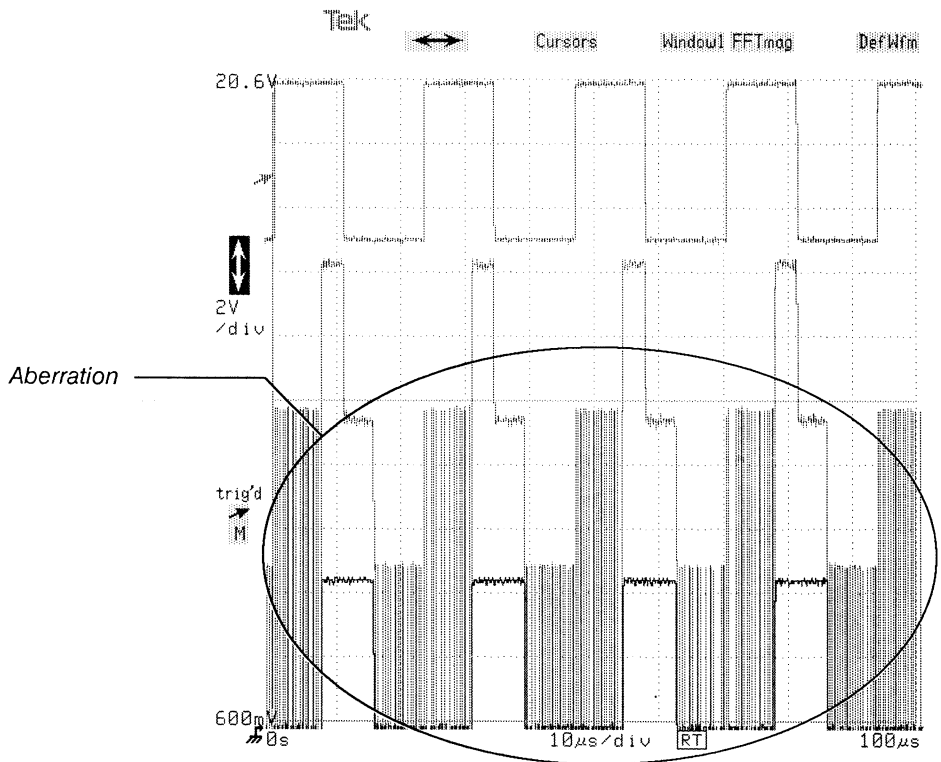 Tek
Cursors Window1 FFTmag DefWfm
20.6V
2V
/div
Aberration
trig'd
M
600mV
0s 10µs/div RT 100µs